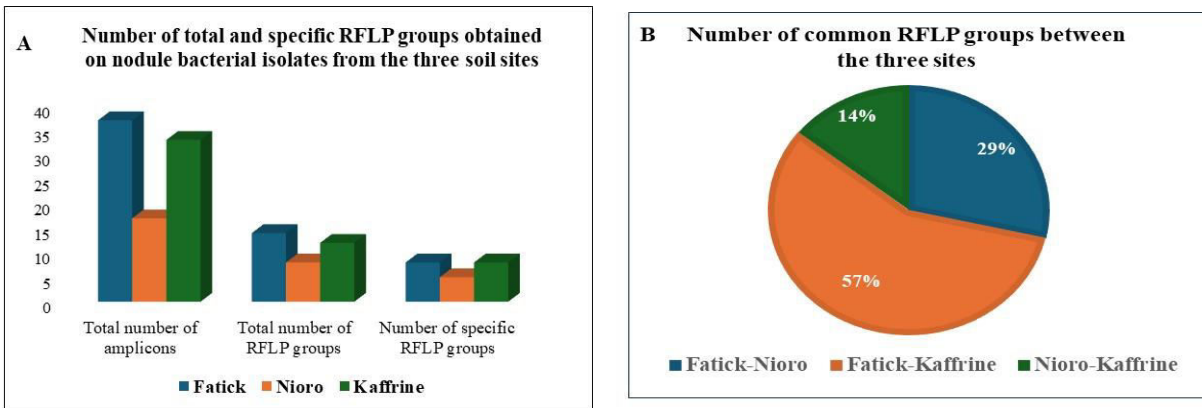 A
Number of total and specific RFLP groups obtained
on nodule bacterial isolates from the three soil sites
40
35
30
25
20
15
10
5
0
Total number of
amplicons
Total number of
RFLP groups
Number of specific
RFLP groups
Fatick Nioro Kaffrine
B
Number of common RFLP groups between
the three sites
14%
29%
57%
Fatick-Nioro Fatick-Kaffrine Nioro-Kaffrine